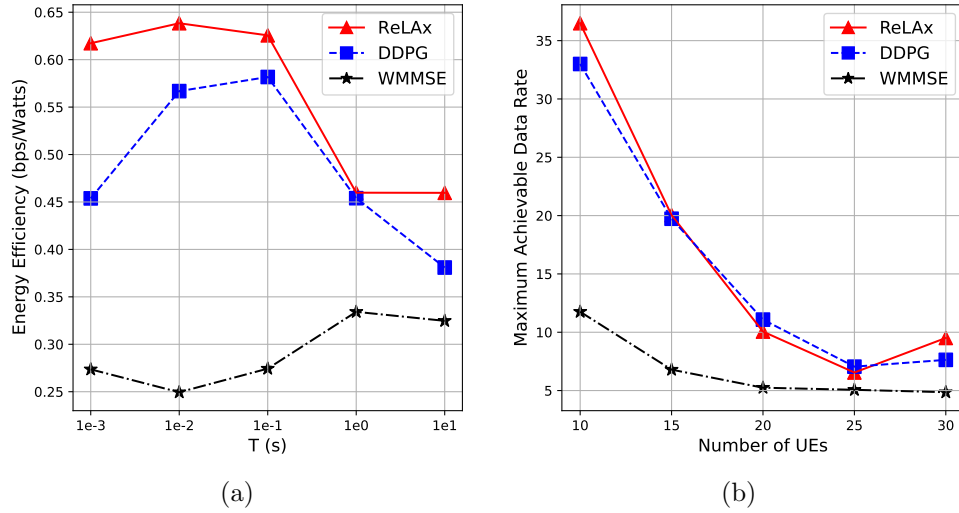 0.65
0.60
0.55
0.50
0.45
0.40
0.35
0.30
0.25
Energy Efficiency (bps/Watts)
ReLAx
DDPG
WMMSE
1e-3 1e-2 1e-1 1e0 1e1
T (s)
(a)
35
30
25
20
15
10
5
Maximum Achievable Data Rate
ReLAx
DDPG
WMMSE
10 15 20 25 30
Number of UEs
(b)